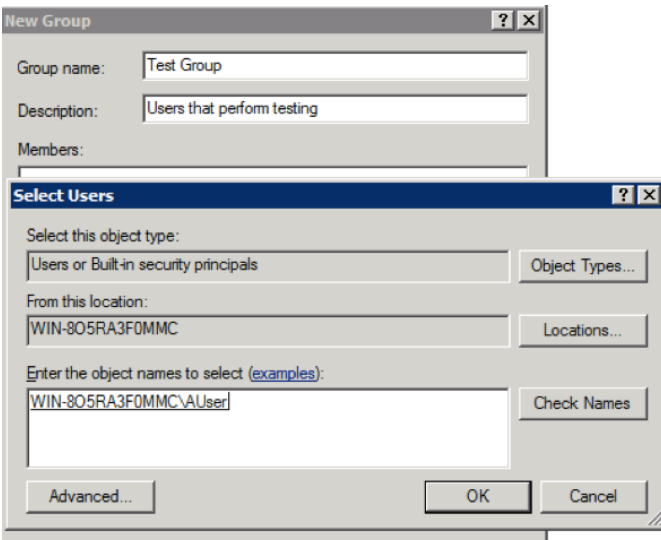 New Group
Group name: Test Group
Description: Users that perform testing
Members:
Select Users
Select this object type:
Users or Built-in security principals Object Types...
From this location:
WIN-8O5RA3F0MMC Locations...
Enter the object names to select (examples):
WIN-8O5RA3F0MMC\AUser Check Names
Advanced... OK Cancel